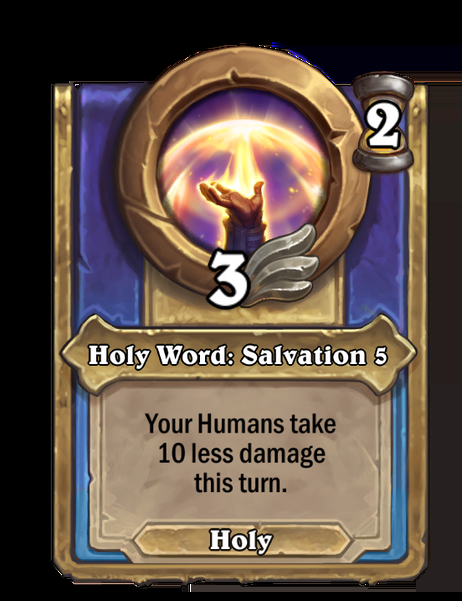 2
3
Holy Word: Salvation 5
Your Humans take
10 less damage
this turn.
Holy